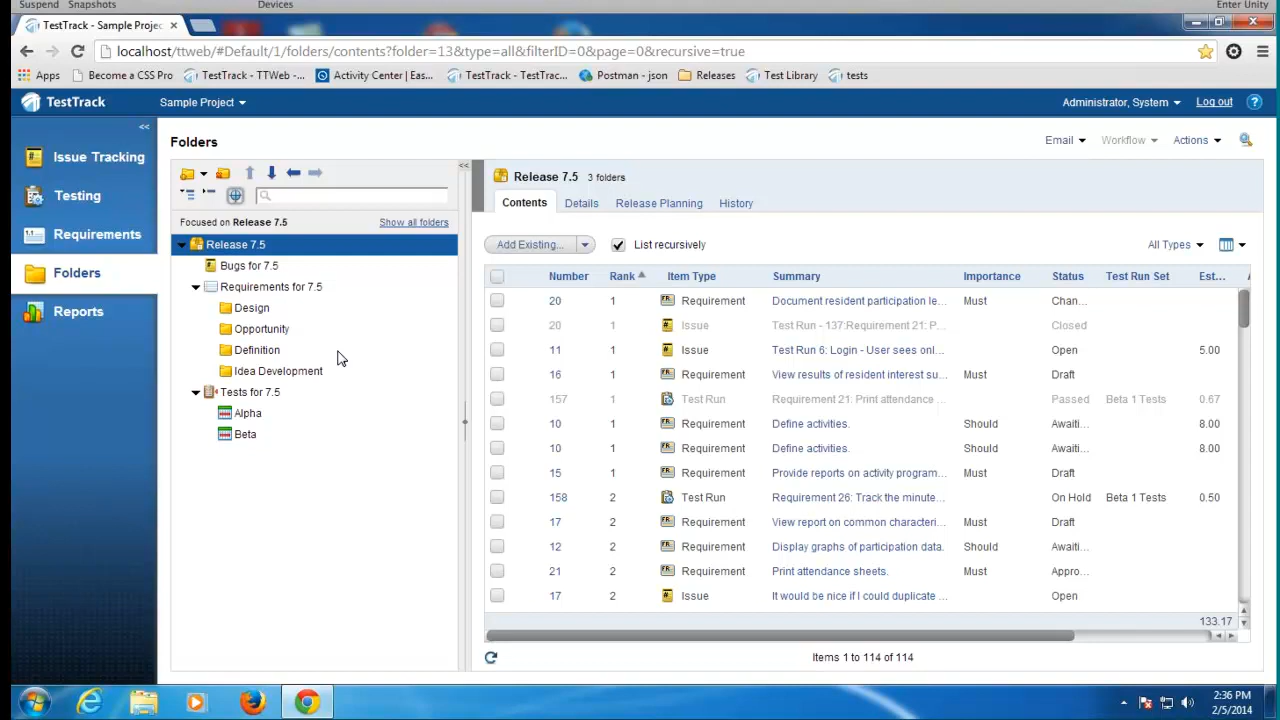 Suspend Snapshots Devices Enter Unity
TestTrack - Sample Projec
localhost/ttweb/#Default/1/folders/contents?folder=13&type=all&filterID=0&page=0&recursive=true
Apps Become a CSS Pro TestTrack - TTWeb -... Activity Center | Eas... TestTrack - TestTrac... Postman - json Releases Test Library tests
TestTrack Sample Project Administrator, System Log out ?
<<
Issue Tracking
Testing
Requirements
Folders
Reports
Folders
Email Workflow Actions
<<
Focused on Release 7.5 Show all folders
Release 7.5
Bugs for 7.5
Requirements for 7.5
Design
Opportunity
Definition
Idea Development
Tests for 7.5
Alpha
Beta
Release 7.5 3 folders
Contents Details Release Planning History
Add Existing... List recursively All Types
Number Rank Item Type Summary Importance Status Test Run Set Est...
20 1 Requirement Document resident participation le... Must Chan...
20 1 Issue Test Run - 137:Requirement 21: P... Closed
11 1 Issue Test Run 6: Login - User sees onl... Open 5.00
16 1 Requirement View results of resident interest su... Must Draft
157 1 Test Run Requirement 21: Print attendance ... Passed Beta 1 Tests 0.67
10 1 Requirement Define activities. Should Awaiti... 8.00
10 1 Requirement Define activities. Should Awaiti... 8.00
15 1 Requirement Provide reports on activity program... Must Draft
158 2 Test Run Requirement 26: Track the minute... On Hold Beta 1 Tests 0.50
17 2 Requirement View report on common characteri... Must Draft
12 2 Requirement Display graphs of participation data. Should Awaiti...
21 2 Requirement Print attendance sheets. Must Appro...
17 2 Issue It would be nice if I could duplicate ... Open
133.17
Items 1 to 114 of 114
2:36 PM
2/5/2014